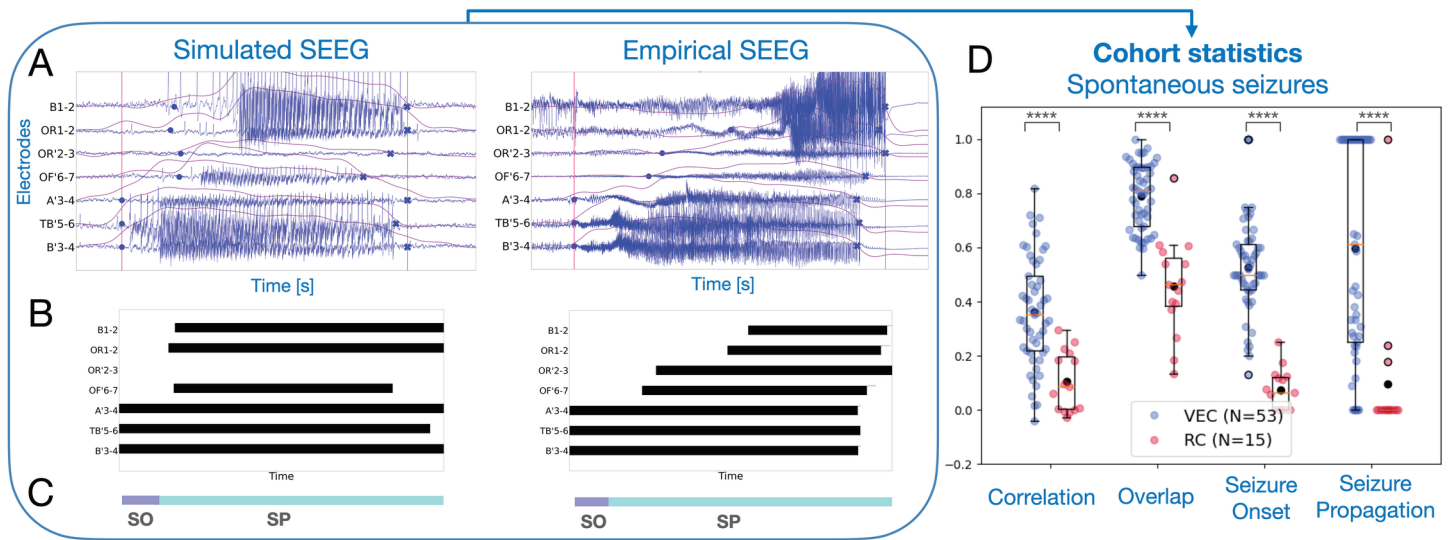 A
Simulated SEEG
Empirical SEEG
Electrodes
B1-2
OR1-2
OR'2-3
OF'6-7
A'3-4
TB'5-6
B'3-4
Time [s]
B1-2
OR1-2
OR'2-3
OF'6-7
A'3-4
TB'5-6
B'3-4
Time [s]
B
B1-2
OR1-2
OR'2-3
OF'6-7
A'3-4
TB'5-6
B'3-4
Time
B1-2
OR1-2
OR'2-3
OF'6-7
A'3-4
TB'5-6
B'3-4
Time
C
SO
SP
SO
SP
D
Cohort statistics
Spontaneous seizures
**** **** **** ****
1.0
0.8
0.6
0.4
0.2
0.0
−0.2
VEC (N=53)
RC (N=15)
Correlation
Overlap
Seizure
Onset
Seizure
Propagation